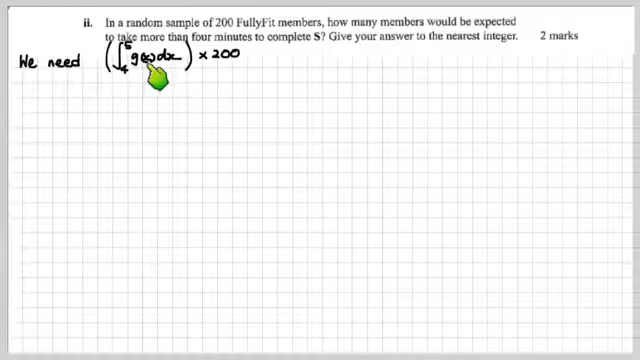 ii. In a random sample of 200 FullyFit members, how many members would be expected
to take more than four minutes to complete S? Give your answer to the nearest integer. 2 marks
We need (∫₄⁵ g(x)dx) × 200